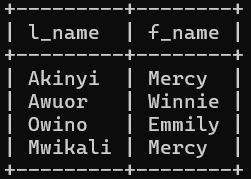 +---------+--------+
| l_name  | f_name |
+---------+--------+
| Akinyi  | Mercy  |
| Awuor   | Winnie |
| Owino   | Emmily |
| Mwikali | Mercy  |
+---------+--------+